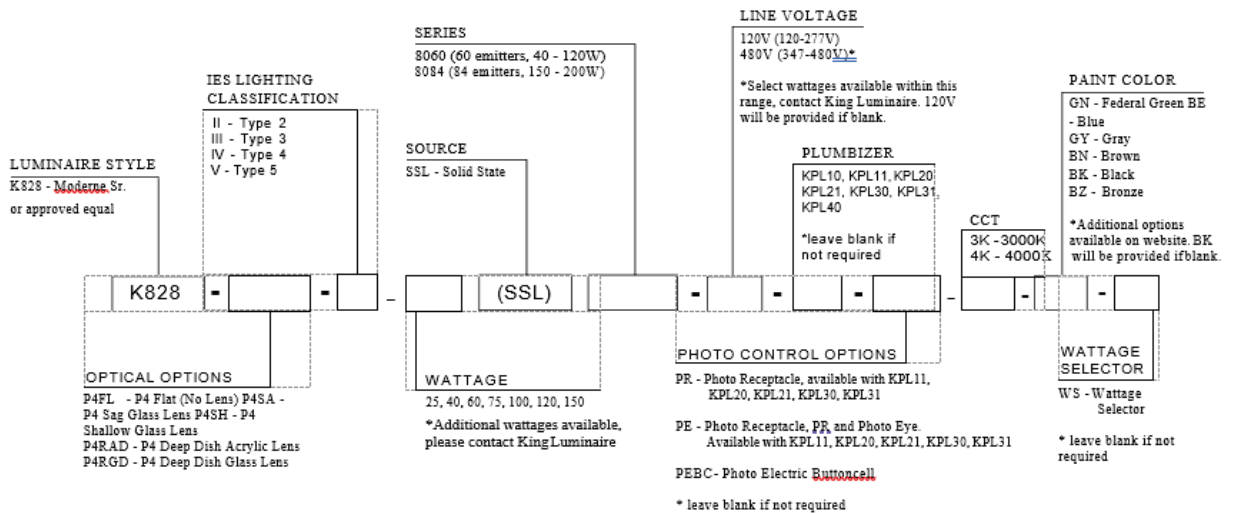 LUMINAIRE STYLE
K828 - Moderne Sr.
or approved equal
IES LIGHTING
CLASSIFICATION
II - Type 2
III - Type 3
IV - Type 4
V - Type 5
SERIES
8060 (60 emitters, 40 - 120W)
8084 (84 emitters, 150 - 200W)
SOURCE
SSL - Solid State
LINE VOLTAGE
120V (120-277V)
480V (347-480V)*
*Select wattages available within this
range, contact King Luminaire. 120V
will be provided if blank.
PLUMBIZER
KPL10, KPL11, KPL20
KPL21, KPL30, KPL31,
KPL40
*leave blank if
not required
CCT
3K -3000K
4K - 4000K
PAINT COLOR
GN - Federal Green BE
- Blue
GY - Gray
BN - Brown
BK - Black
BZ - Bronze
*Additional options
available on website. BK
will be provided ifblank.
K828 - - - (SSL) - - - - - -
OPTICAL OPTIONS
P4FL - P4 Flat (No Lens) P4SA -
P4 Sag Glass Lens P4SH - P4
Shallow Glass Lens
P4RAD - P4 Deep Dish Acrylic Lens
P4RGD - P4 Deep Dish Glass Lens
WATTAGE
25, 40, 60, 75, 100, 120, 150
*Additional wattages available,
please contact KingLuminaire
PHOTO CONTROL OPTIONS
PR - Photo Receptacle, available with KPL11,
KPL20, KPL21, KPL30, KPL31
PE - Photo Receptacle, PR and Photo Eye.
Available with KPL11, KPL20, KPL21, KPL30, KPL31
PEBC- Photo Electric Buttoncell
* leave blank if not required
WATTAGE
SELECTOR
WS - Wattage
Selector
* leave blank if not
required